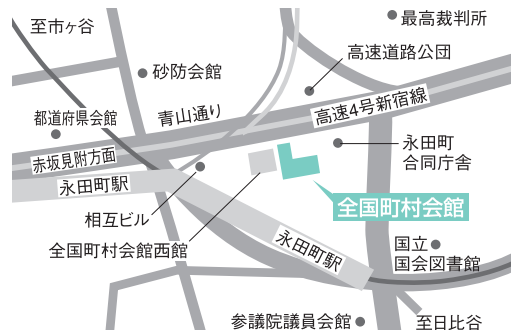 至市ヶ谷
最高裁判所
高速道路公団
砂防会館
青山通り
高速4号新宿線
都道府県会館
永田町
合同庁舎
赤坂見附方面
永田町駅
全国町村会館
相互ビル
全国町村会館西館
永田町駅
国立
国会図書館
参議院議員会館
至日比谷